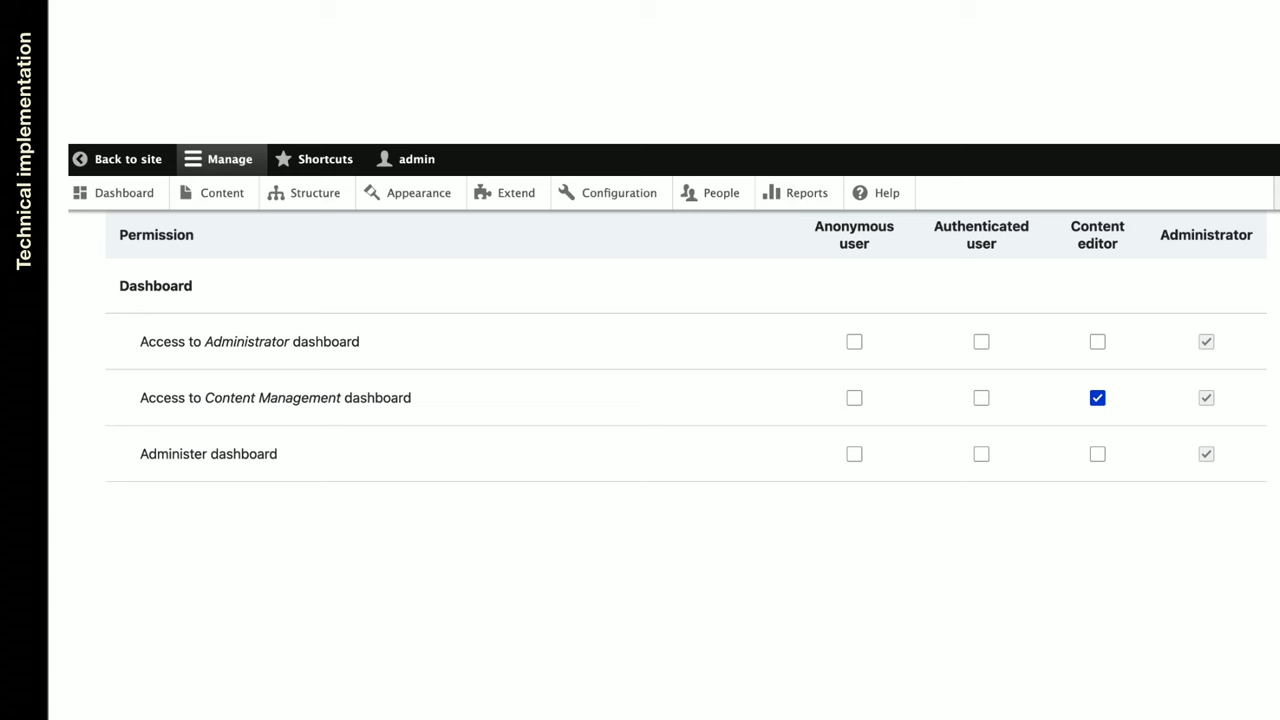 Technical implementation
Back to site Manage Shortcuts admin
Dashboard Content Structure Appearance Extend Configuration People Reports Help
Permission Anonymous user Authenticated user Content editor Administrator
Dashboard
Access to Administrator dashboard
Access to Content Management dashboard
Administer dashboard